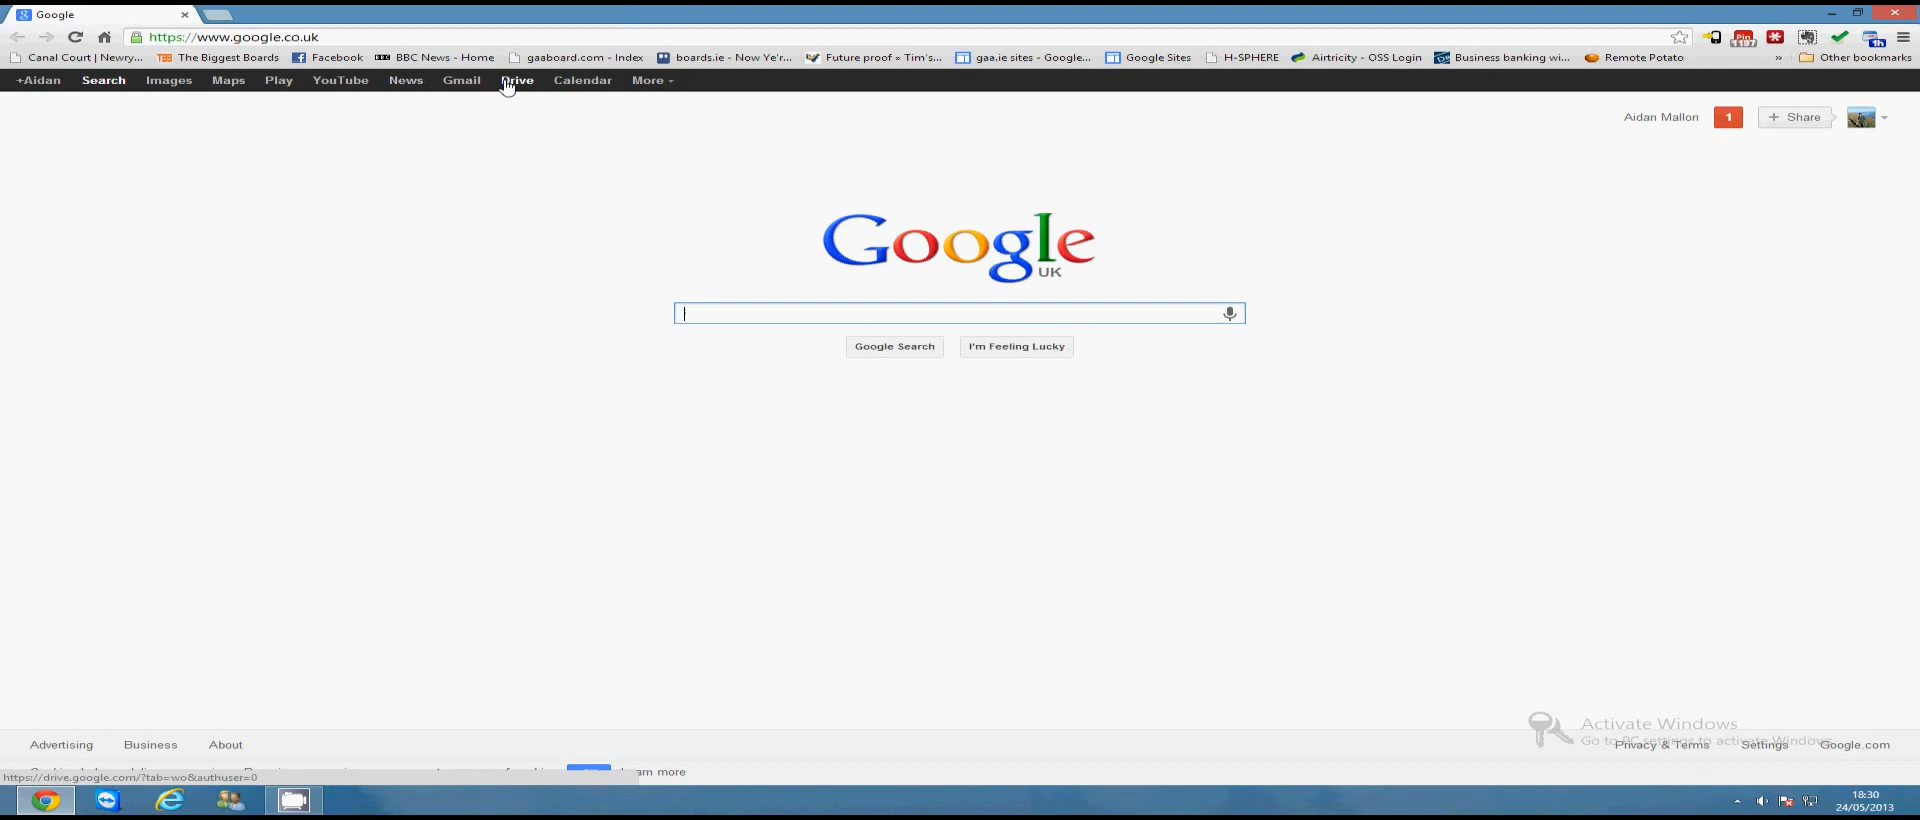 Google
https://www.google.co.uk
Pin
1197
1h
Canal Court | Newry... The Biggest Boards Facebook BBC News - Home gaaboard.com - Index boards.ie - Now Ye'r... Future proof » Tim's... gaa.ie sites - Google... Google Sites H-SPHERE Airtricity - OSS Login Business banking wi... Remote Potato » Other bookmarks
+Aidan Search Images Maps Play YouTube News Gmail Drive Calendar More
Aidan Mallon 1 + Share
Google
UK
Google Search I'm Feeling Lucky
Activate Windows
Go to PC settings to activate Windows.
Advertising Business About Privacy & Terms Settings Google.com
https://drive.google.com/?tab=wo&authuser=0
more
18:30
24/05/2013